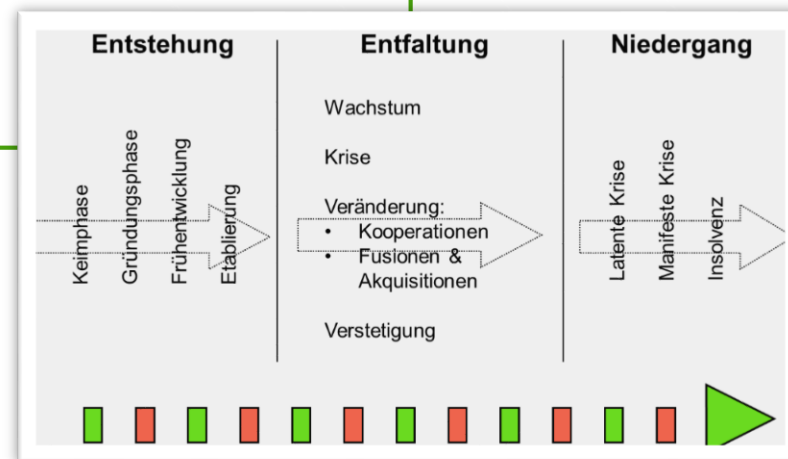 Entstehung
Keimphase
Gründungsphase
Frühentwicklung
Etablierung
Entfaltung
Wachstum
Krise
Veränderung:
• Kooperationen
• Fusionen &
Akquisitionen
Verstetigung
Niedergang
Latente Krise
Manifeste Krise
Insolvenz